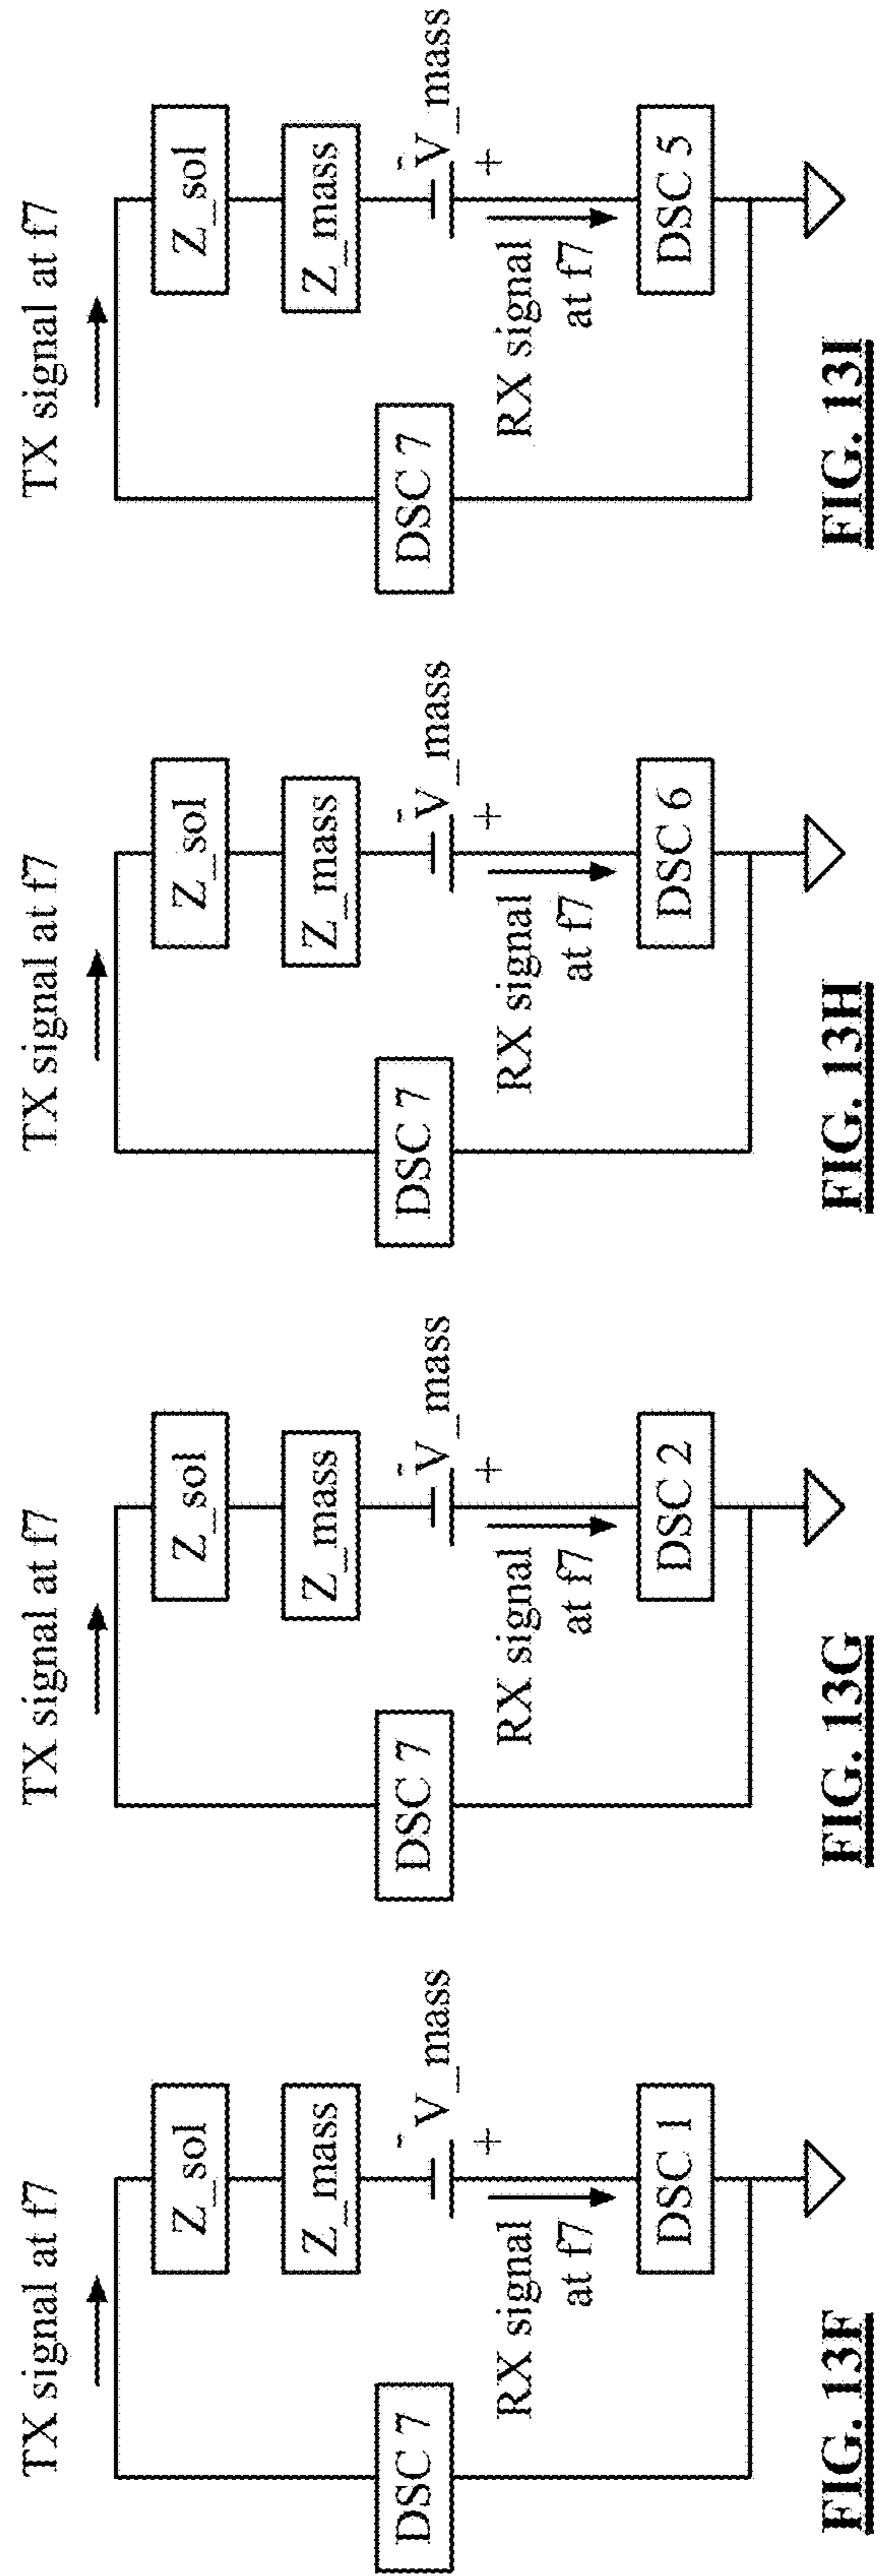 TX signal at f7
Z_sol
Z_mass
-
V_mass
+
DSC 7
RX signal
at f7
DSC 1
FIG. 13F
TX signal at f7
Z_sol
Z_mass
-
V_mass
+
DSC 7
RX signal
at f7
DSC 2
FIG. 13G
TX signal at f7
Z_sol
Z_mass
-
V_mass
+
DSC 7
RX signal
at f7
DSC 6
FIG. 13H
TX signal at f7
Z_sol
Z_mass
-
V_mass
+
DSC 7
RX signal
at f7
DSC 5
FIG. 13I